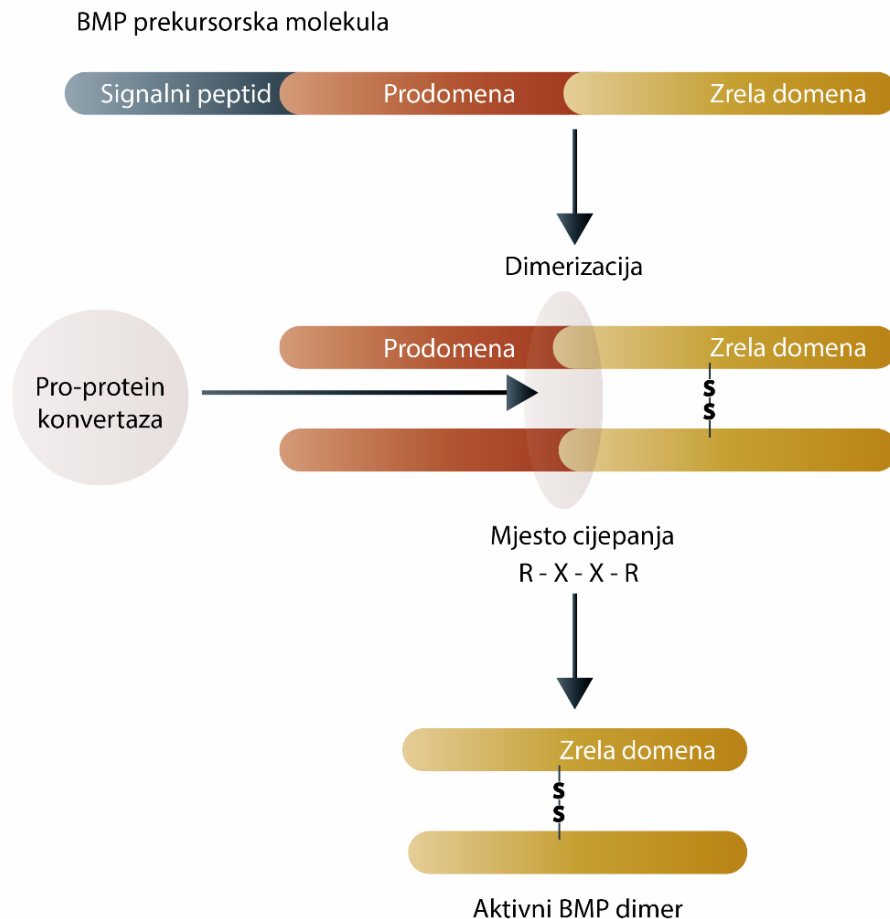 BMP prekursorska molekula
Signalni peptid Prodomena Zrela domena
Dimerizacija
Prodomena Zrela domena
Pro-protein
konvertaza
S
S
Mjesto cijepanja
R - X - X - R
Zrela domena
S
S
Aktivni BMP dimer